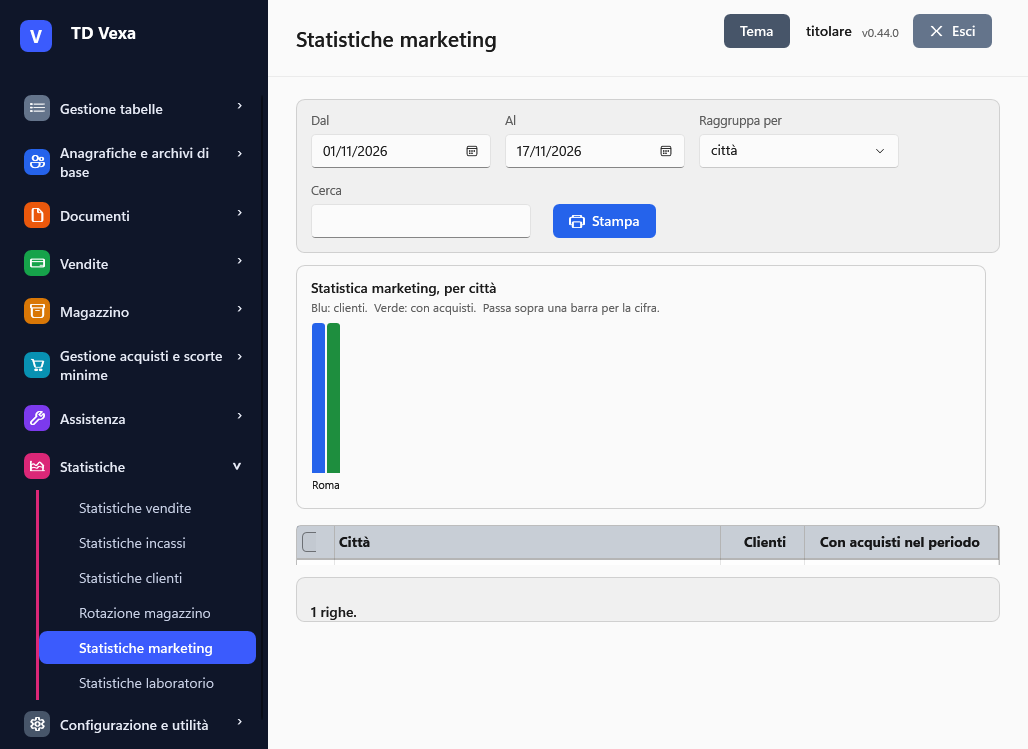 V
TD Vexa
Statistiche marketing
Tema
titolare
v0.44.0
Esci
Gestione tabelle
Anagrafiche e archivi di
base
Documenti
Vendite
Magazzino
Gestione acquisti e scorte
minime
Assistenza
Statistiche
Statistiche vendite
Statistiche incassi
Statistiche clienti
Rotazione magazzino
Statistiche marketing
Statistiche laboratorio
Configurazione e utilità
Dal
Al
Raggruppa per
01/11/2026
17/11/2026
città
Cerca
Stampa
Statistica marketing, per città
Blu: clienti. Verde: con acquisti. Passa sopra una barra per la cifra.
Roma
Città
Clienti
Con acquisti nel periodo
1 righe.